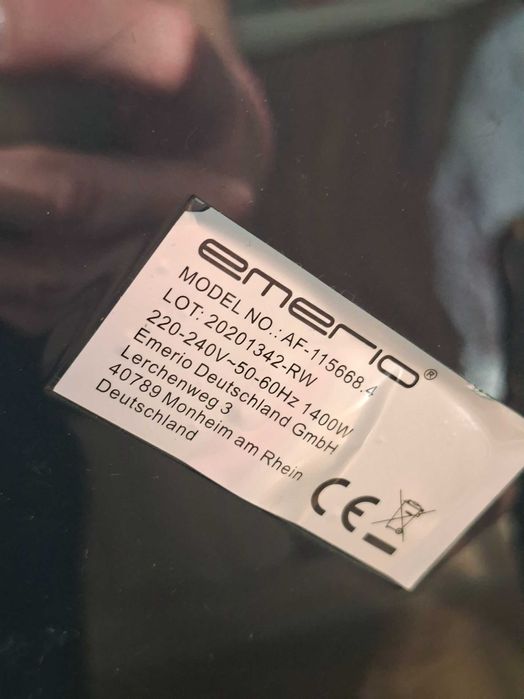 emerio®
MODEL NO.: AF-115668.4
LOT: 20201342-RW
220-240V~50-60Hz 1400W
Emerio Deutschland GmbH
Lerchenweg 3
40789 Monheim am Rhein
Deutschland
CE